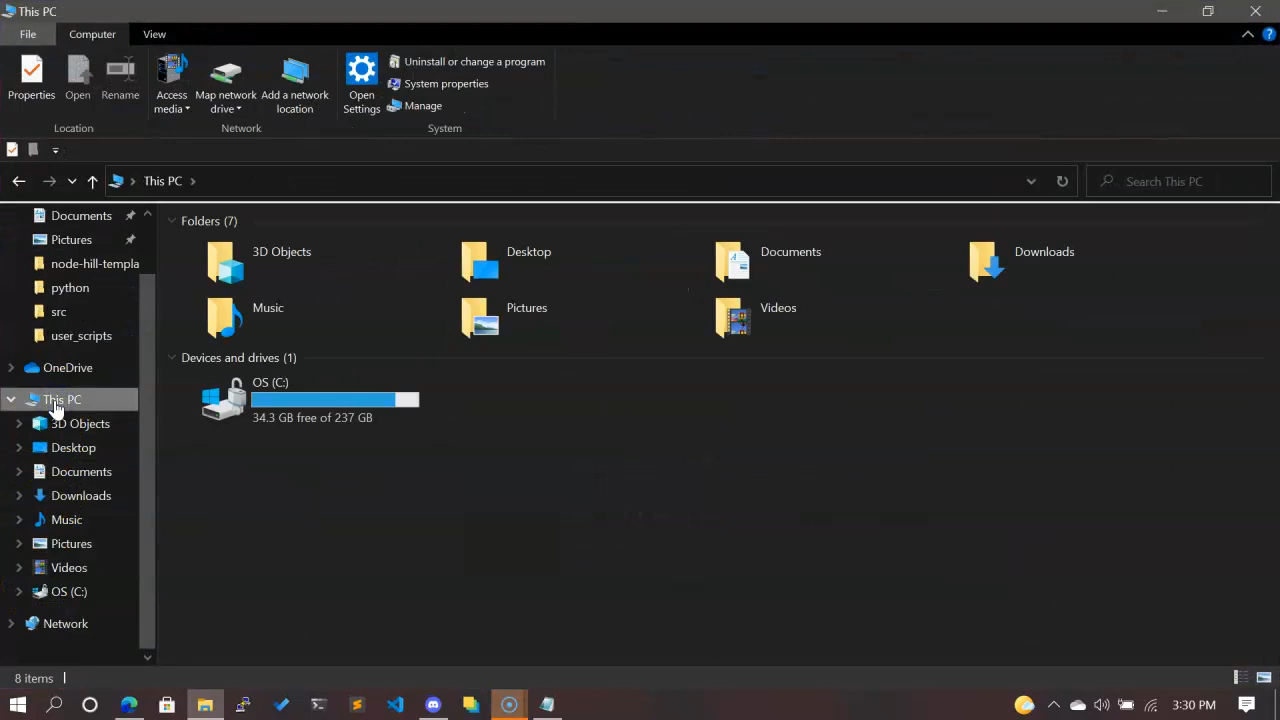 This PC
File
Computer
View
Properties
Open
Rename
Access
media
Map network
drive
Add a network
location
Open
Settings
Uninstall or change a program
System properties
Manage
Location
Network
System
This PC
Search This PC
Documents
Pictures
node-hill-templa
python
src
user_scripts
OneDrive
This PC
3D Objects
Desktop
Documents
Downloads
Music
Pictures
Videos
OS (C:)
Network
Folders (7)
3D Objects
Desktop
Documents
Downloads
Music
Pictures
Videos
Devices and drives (1)
OS (C:)
34.3 GB free of 237 GB
8 items
3:30 PM